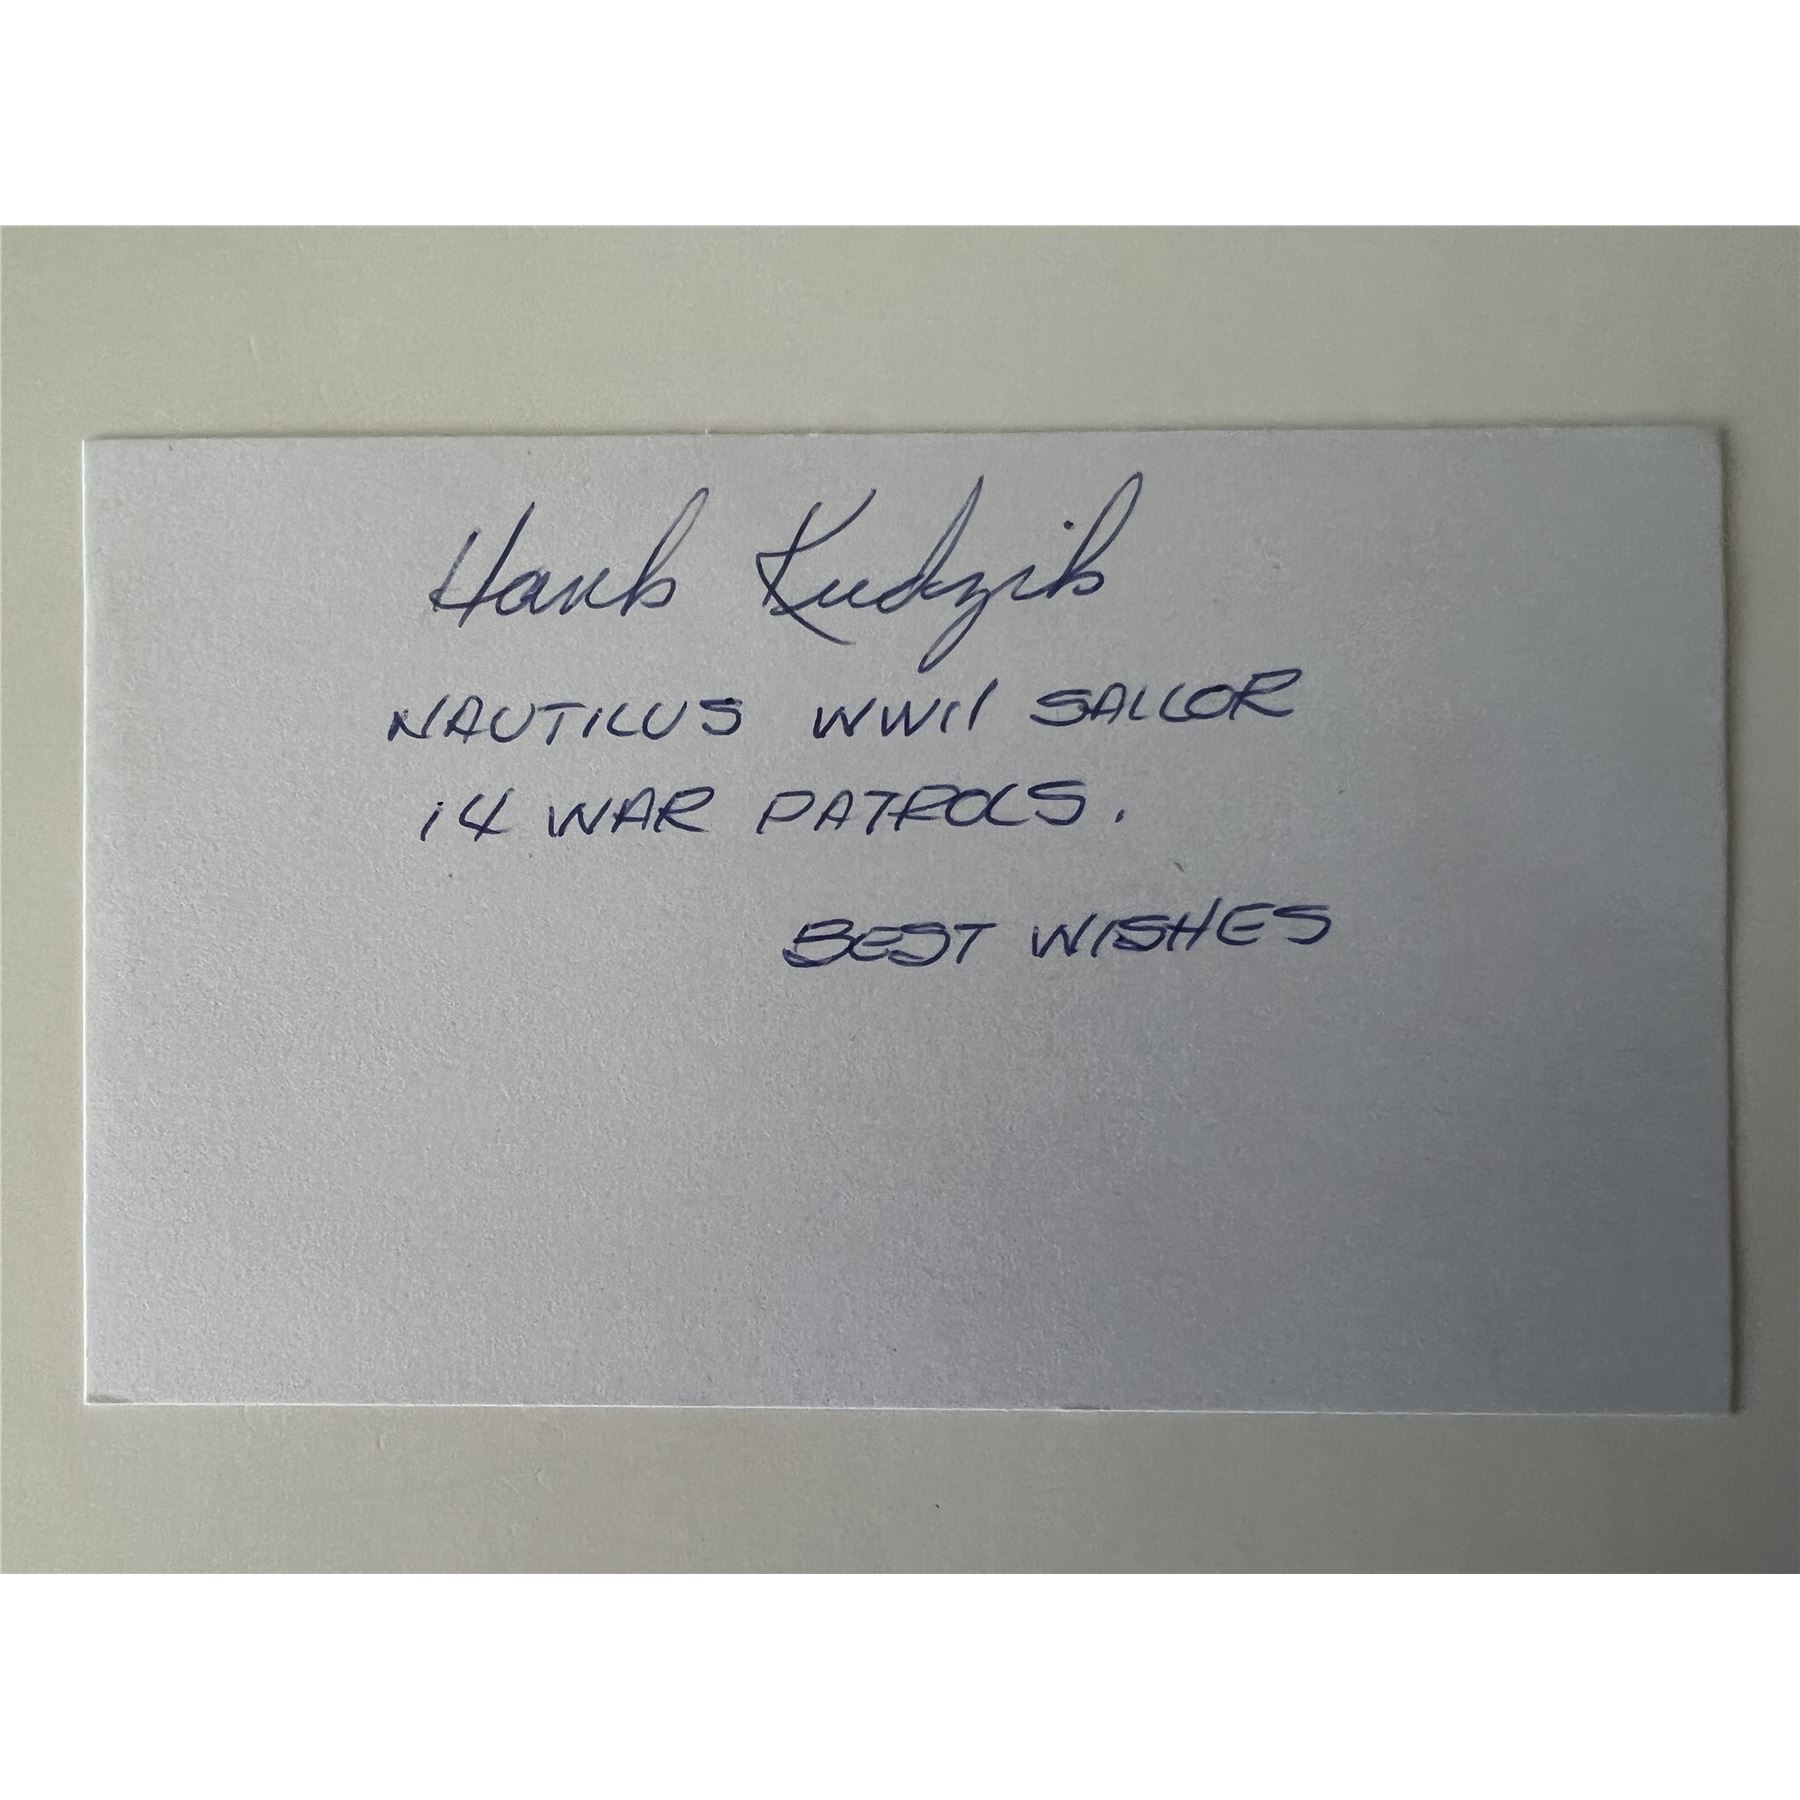 Hank Kudzik
NAUTILUS WWII SAILOR
14 WAR PATROLS.
BEST WISHES